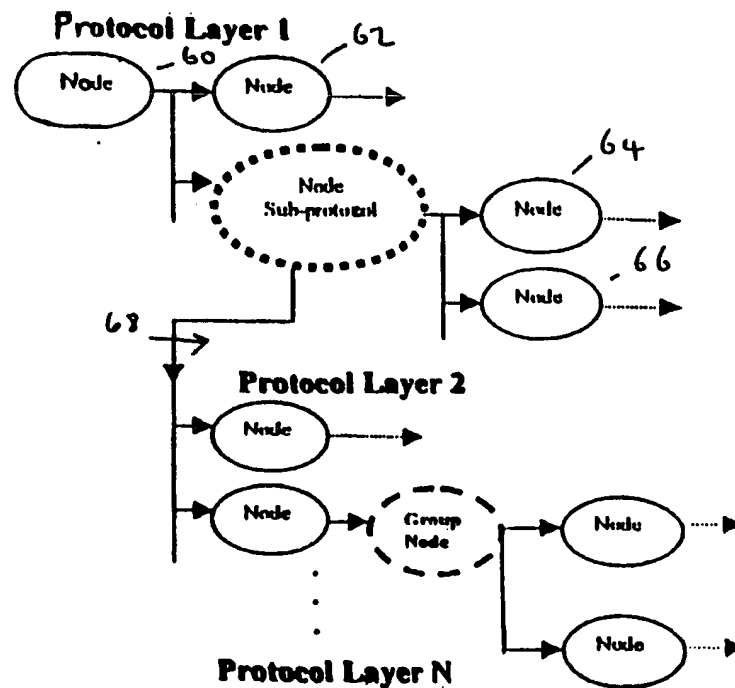 Protocol Layer 1
60
62
Node
Node
64
Node
Sub-protocol
Node
66
Node
68
Protocol Layer 2
Node
Node
Group
Node
Node
Node
Protocol Layer N